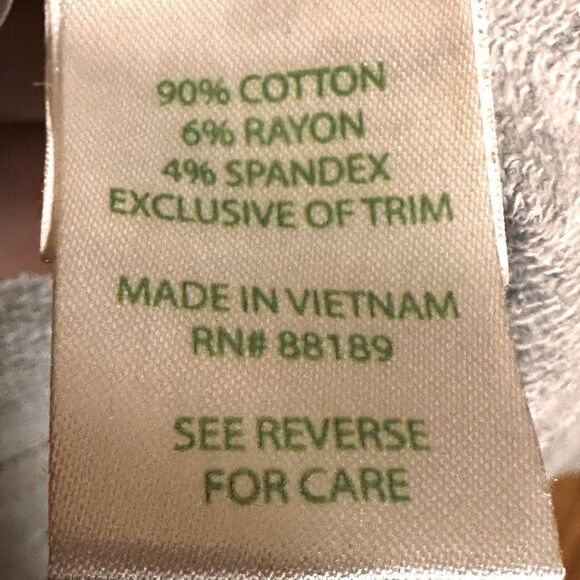 90% COTTON
6% RAYON
4% SPANDEX
EXCLUSIVE OF TRIM
MADE IN VIETNAM
RN# 88189
SEE REVERSE
FOR CARE